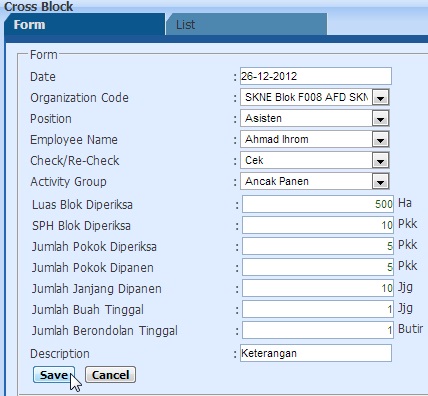 Cross Block
Form List
Form
Date : 26-12-2012
Organization Code : SKNE Blok F008 AFD SKN
Position : Asisten
Employee Name : Ahmad Ihrom
Check/Re-Check : Cek
Activity Group : Ancak Panen
Luas Blok Diperiksa : 500 Ha
SPH Blok Diperiksa : 10 Pkk
Jumlah Pokok Diperiksa : 5 Pkk
Jumlah Pokok Dipanen : 5 Pkk
Jumlah Janjang Dipanen : 10 Jjg
Jumlah Buah Tinggal : 1 Jjg
Jumlah Berondolan Tinggal : 1 Butir
Description : Keterangan
Save Cancel